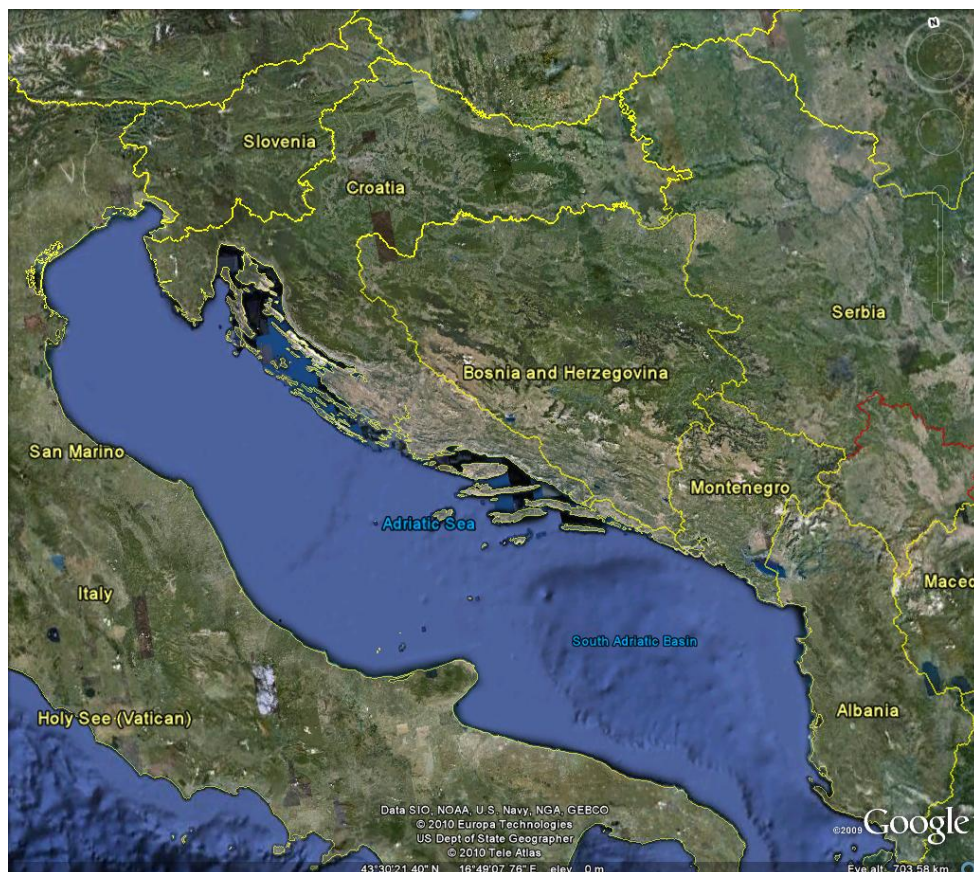 N
Slovenia
Croatia
Serbia
Bosnia and Herzegovina
San Marino
Montenegro
Adriatic Sea
Maced
Italy
South Adriatic Basin
Holy See (Vatican)
Albania
Data SIO, NOAA, U.S. Navy, NGA, GEBCO
© 2010 Europa Technologies
US Dept of State Geographer
© 2010 Tele Atlas
©2009 Google
43°30'21.40" N 16°49'07.76" E elev 0 m
Eye alt 703.58 km